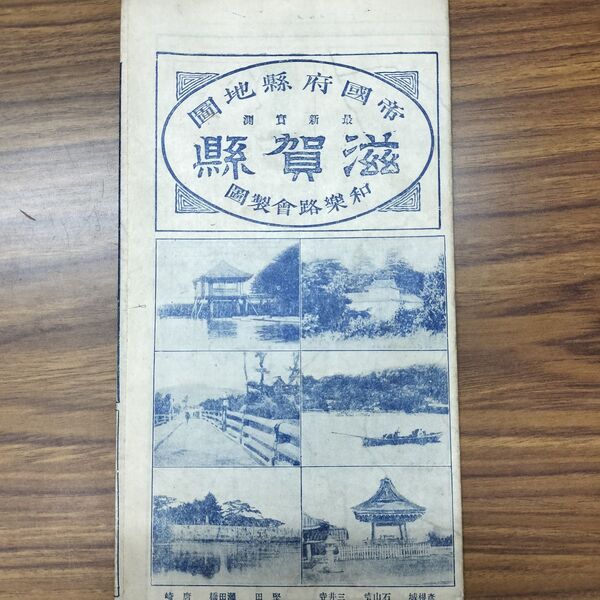 帝國府縣地圖
最新實測
滋賀縣
和樂路會製圖
彥根城 石山寺 三井寺 堅田 瀬田橋 唐崎